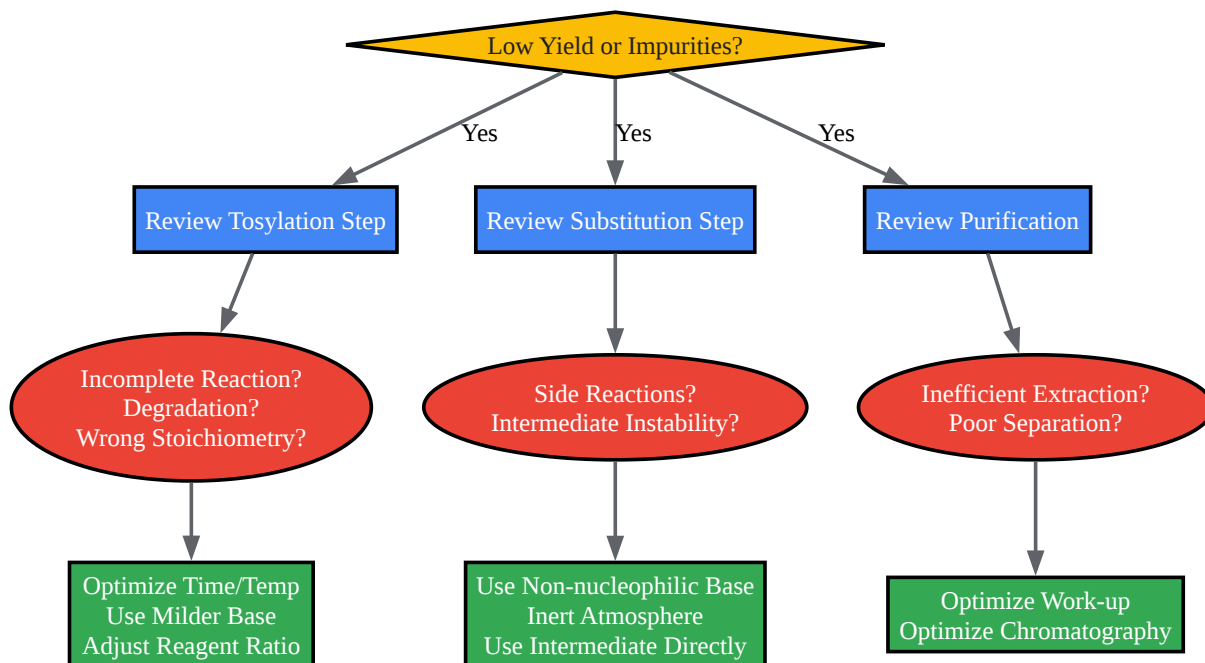 Low Yield or Impurities?
Yes
Yes
Yes
Review Tosylation Step
Review Substitution Step
Review Purification
Incomplete Reaction?
Degradation?
Wrong Stoichiometry?
Side Reactions?
Intermediate Instability?
Inefficient Extraction?
Poor Separation?
Optimize Time/Temp
Use Milder Base
Adjust Reagent Ratio
Use Non-nucleophilic Base
Inert Atmosphere
Use Intermediate Directly
Optimize Work-up
Optimize Chromatography